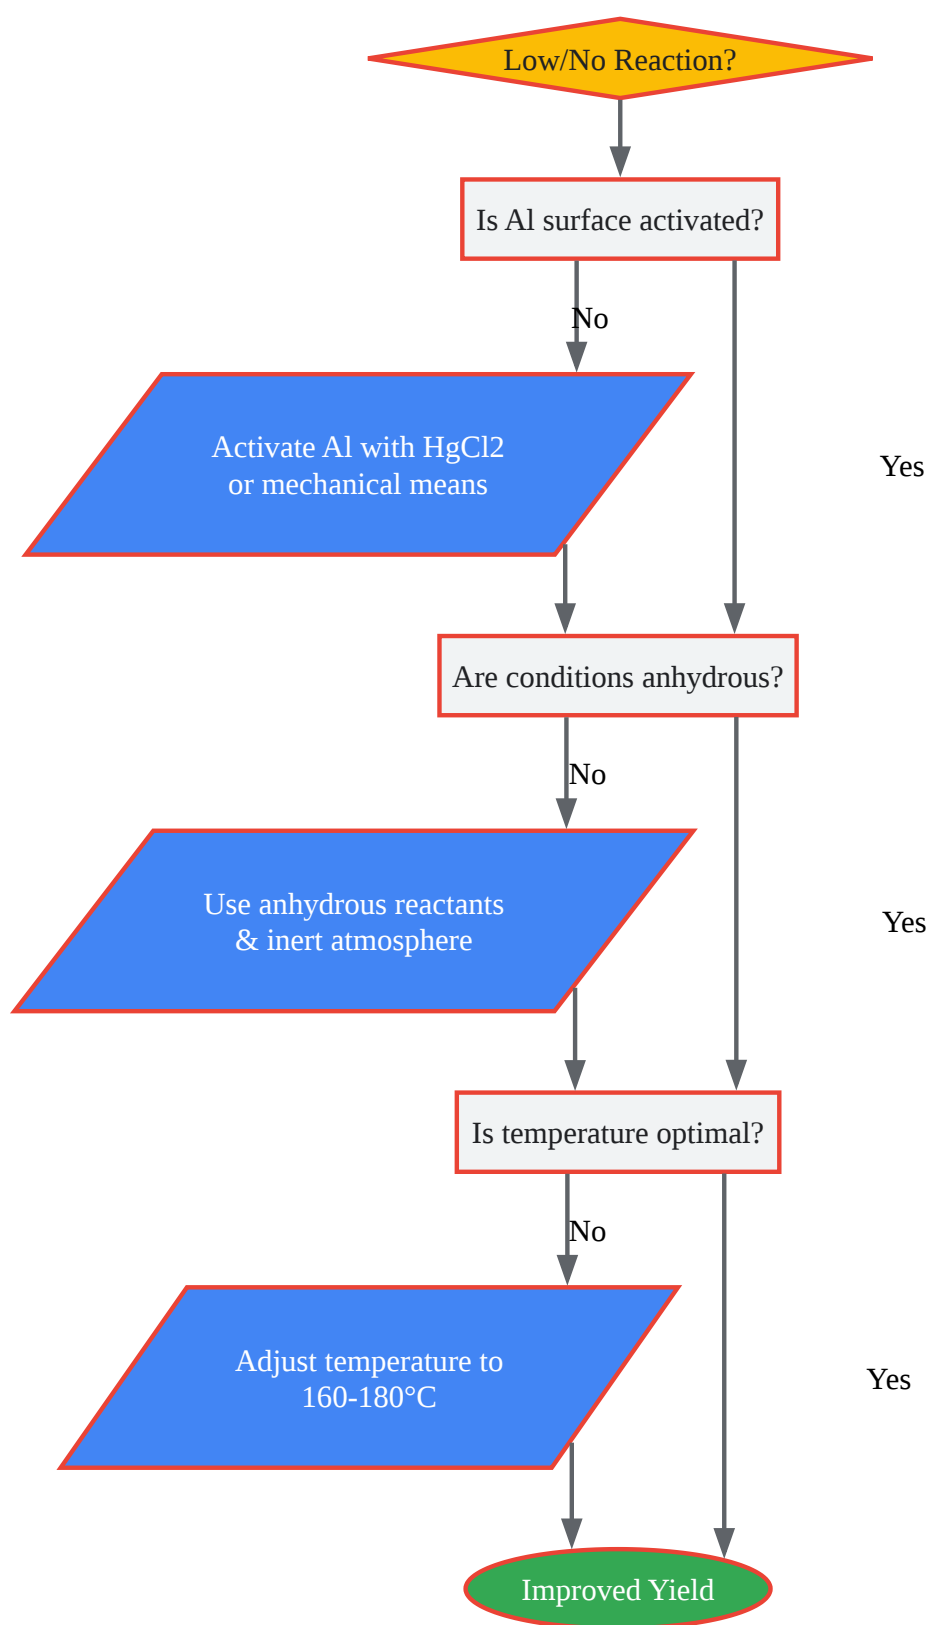 Low/No Reaction?
Is Al surface activated?
No
Activate Al with HgCl2
or mechanical means
Yes
Are conditions anhydrous?
No
Use anhydrous reactants
& inert atmosphere
Yes
Is temperature optimal?
No
Adjust temperature to
160-180°C
Yes
Improved Yield